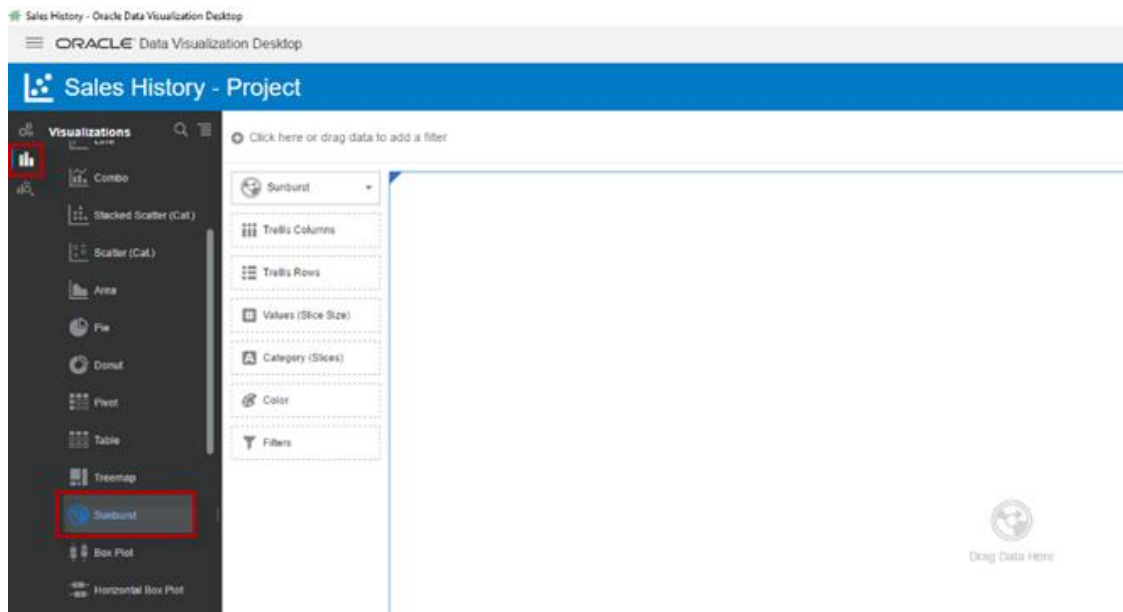 Sales History - Oracle Data Visualization Desktop
ORACLE Data Visualization Desktop
Sales History - Project
Visualizations
Click here or drag data to add a filter
Line
Combo
Stacked Scatter (Cat.)
Scatter (Cat.)
Area
Pie
Donut
Pivot
Table
Treemap
Sunburst
Box Plot
Horizontal Box Plot
Sunburst
Trellis Columns
Trellis Rows
Values (Slice Size)
Category (Slices)
Color
Filters
Drag Data Here